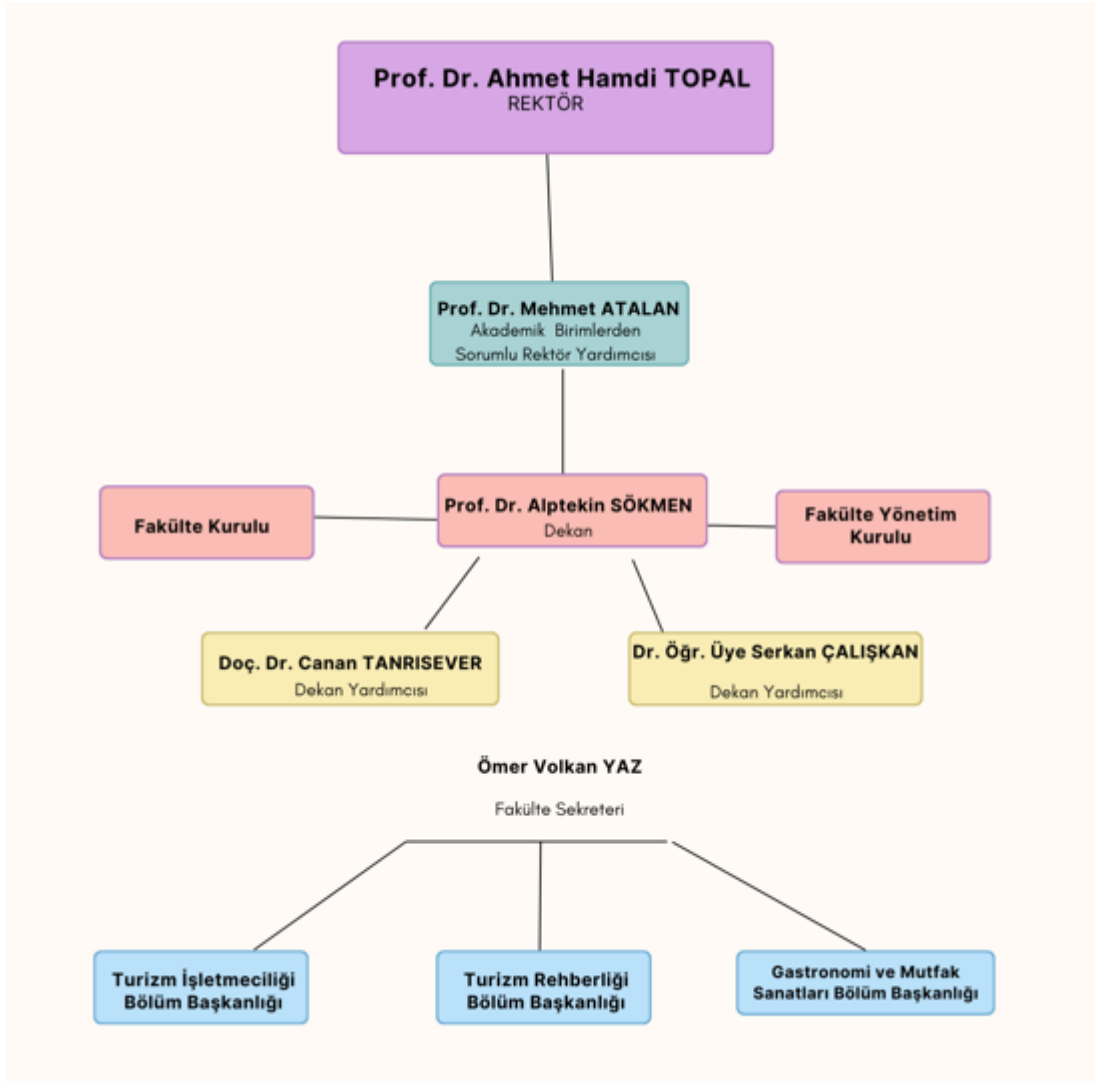 Prof. Dr. Ahmet Hamdi TOPAL
REKTÖR
Prof. Dr. Mehmet ATALAN
Akademik Birimlerden
Sorumlu Rektör Yardımcısı
Fakülte Kurulu
Prof. Dr. Alptekin SÖKMEN
Dekan
Fakülte Yönetim
Kurulu
Doç. Dr. Canan TANRISEVER
Dekan Yardımcısı
Dr. Öğr. Üye Serkan ÇALIŞKAN
Dekan Yardımcısı
Ömer Volkan YAZ
Fakülte Sekreteri
Turizm İşletmeciliği
Bölüm Başkanlığı
Turizm Rehberliği
Bölüm Başkanlığı
Gastronomi ve Mutfak
Sanatları Bölüm Başkanlığı